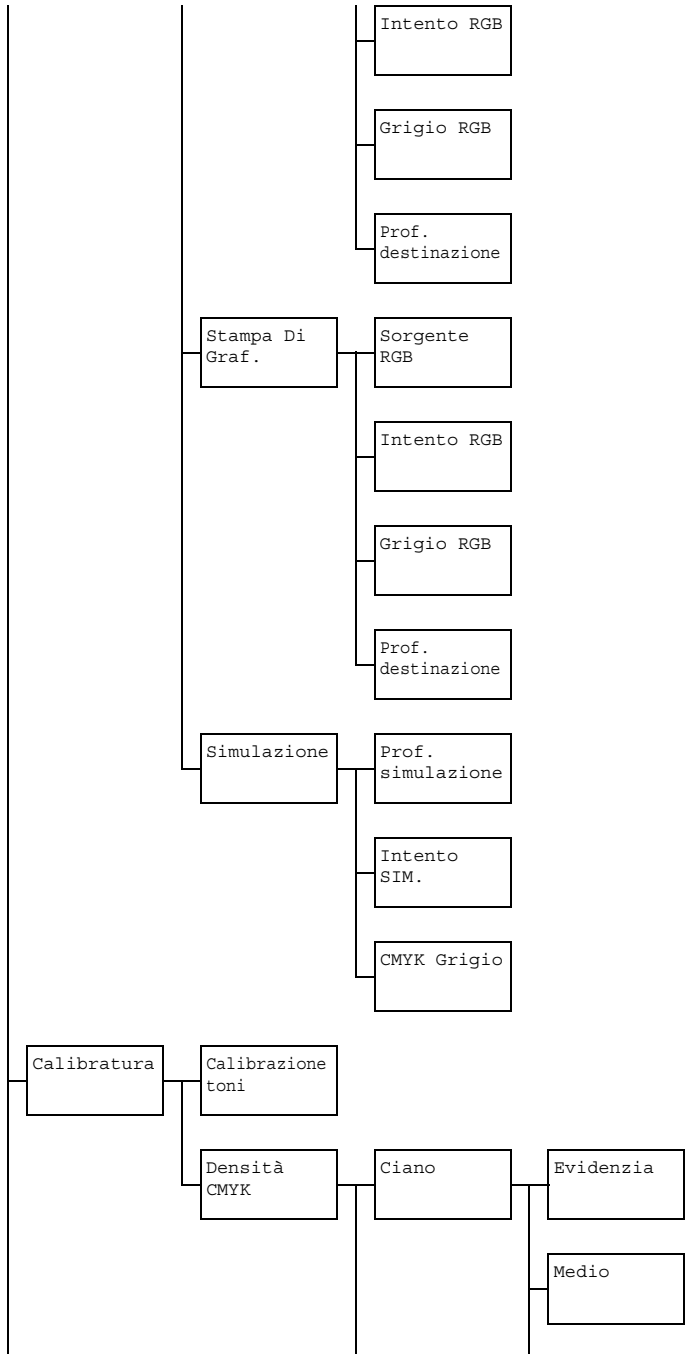 Intento RGB
Grigio RGB
Prof.
destinazione
Stampa Di
Graf.
Sorgente
RGB
Intento RGB
Grigio RGB
Prof.
destinazione
Simulazione
Prof.
simulazione
Intento
SIM.
CMYK Grigio
Calibratura
Calibrazione
toni
Densità
CMYK
Ciano
Evidenzia
Medio